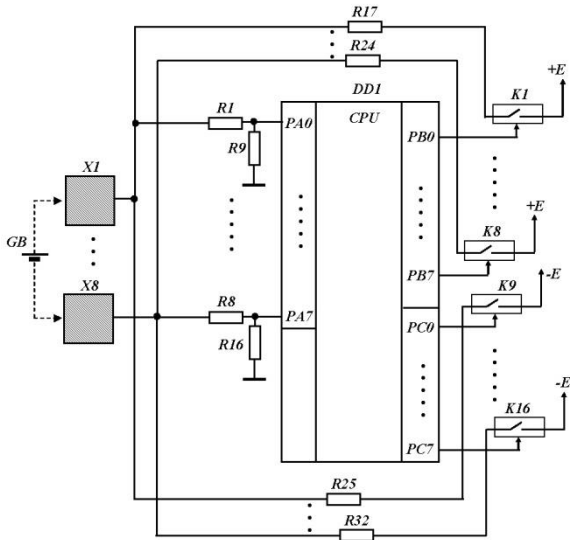 R17
R24
+E
DD1
K1
R1
PA0
CPU
PB0
R9
X1
+E
GB
K8
X8
R8
PA7
PB7
-E
K9
R16
PC0
-E
K16
PC7
R25
R32